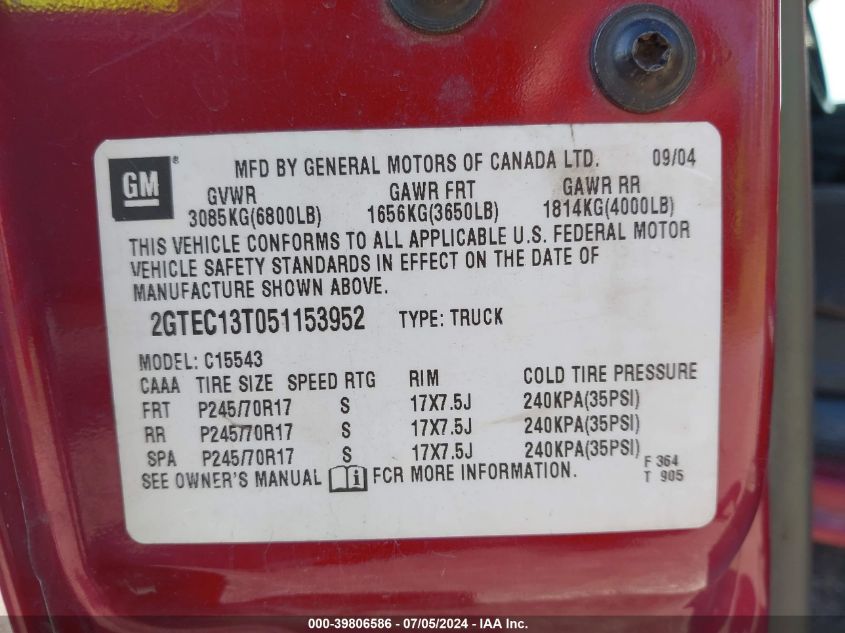 GM ® MFD BY GENERAL MOTORS OF CANADA LTD. 09/04
GVWR GAWR FRT GAWR RR
3085KG(6800LB) 1656KG(3650LB) 1814KG(4000LB)
THIS VEHICLE CONFORMS TO ALL APPLICABLE U.S. FEDERAL MOTOR
VEHICLE SAFETY STANDARDS IN EFFECT ON THE DATE OF
MANUFACTURE SHOWN ABOVE.
2GTEC13T051153952 TYPE: TRUCK
MODEL: C15543
CAAA TIRE SIZE SPEED RTG RIM COLD TIRE PRESSURE
FRT P245/70R17 S 17X7.5J 240KPA(35PSI)
RR P245/70R17 S 17X7.5J 240KPA(35PSI)
SPA P245/70R17 S 17X7.5J 240KPA(35PSI)
SEE OWNER'S MANUAL i FOR MORE INFORMATION. F 364
T 905
000-39806586 - 07/05/2024 - IAA Inc.